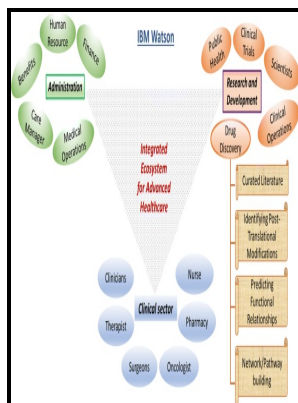 IBM Watson
Human
Resource
Finance
Benefits
Administration
Care
Manager
Medical
Operations
Public
Health
Clinical
Trials
Scientists
Research and
Development
Clinical
Operations
Drug
Discovery
Integrated
Ecosystem
for Advanced
Healthcare
Curated Literature
Identifying Post-
Translational
Modifications
Predicting
Functional
Relationships
Network/Pathway
building
Clinicians
Nurse
Clinical sector
Therapist
Pharmacy
Surgeons
Oncologist